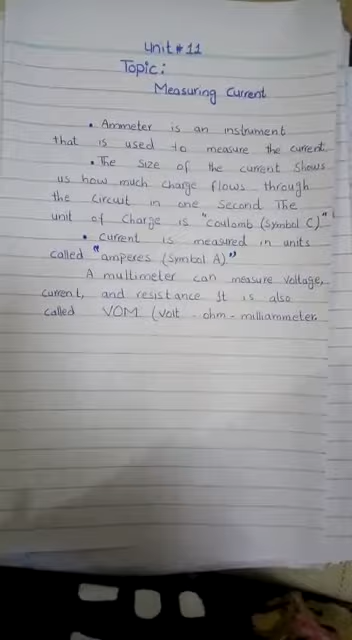 Unit # 11
Topic:
Measuring Current
• Ammeter is an instrument
that is used to measure the current.
• The size of the current shows
us how much charge flows through
the circuit in one second The
unit of charge is "coulomb (symbol C)"
• Current is measured in units
called "amperes (symbol A)"
A multimeter can measure voltage,
current, and resistance It is also
called VOM (volt - ohm - milliammeter.